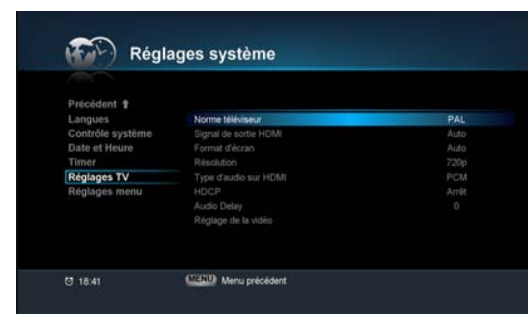 Réglages système
Précédent ⬆
Langues
Contrôle système
Date et Heure
Timer
Réglages TV
Réglages menu
Norme téléviseur PAL
Signal de sortie HDMI Auto
Format d'écran Auto
Résolution 720p
Type d'audio sur HDMI PCM
HDCP Arrêt
Audio Delay 0
Réglage de la vidéo
18:41 MENU Menu précédent